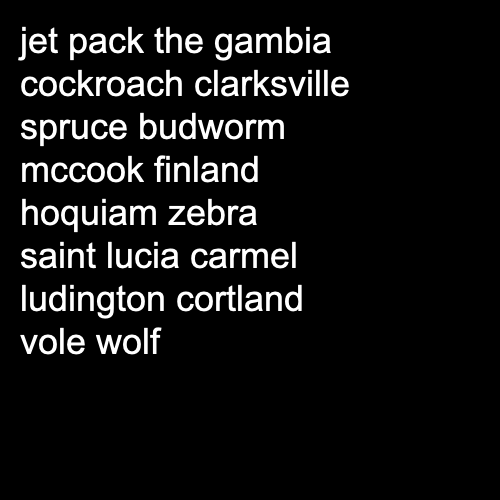 jet pack the gambia
cockroach clarksville
spruce budworm
mccook finland
hoquiam zebra
saint lucia carmel
ludington cortland
vole wolf